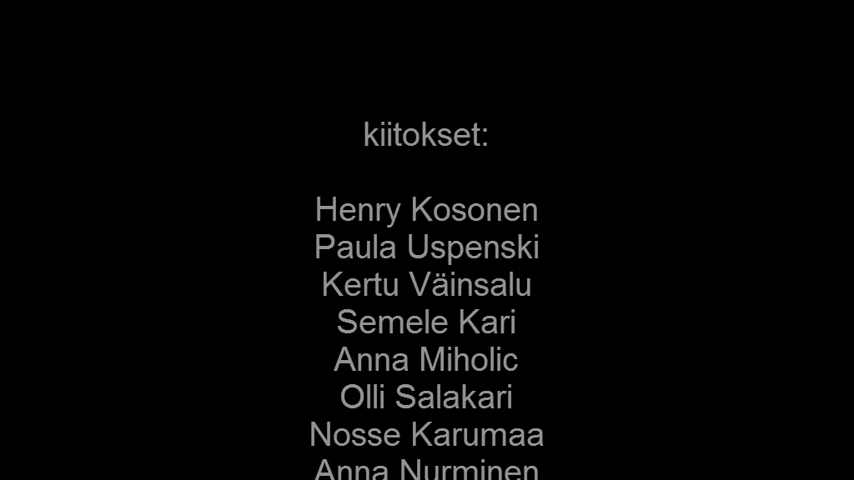 kiitokset:
Henry Kosonen
Paula Uspenski
Kertu Väinsalu
Semele Kari
Anna Miholic
Olli Salakari
Nosse Karumaa
Anna Nurminen